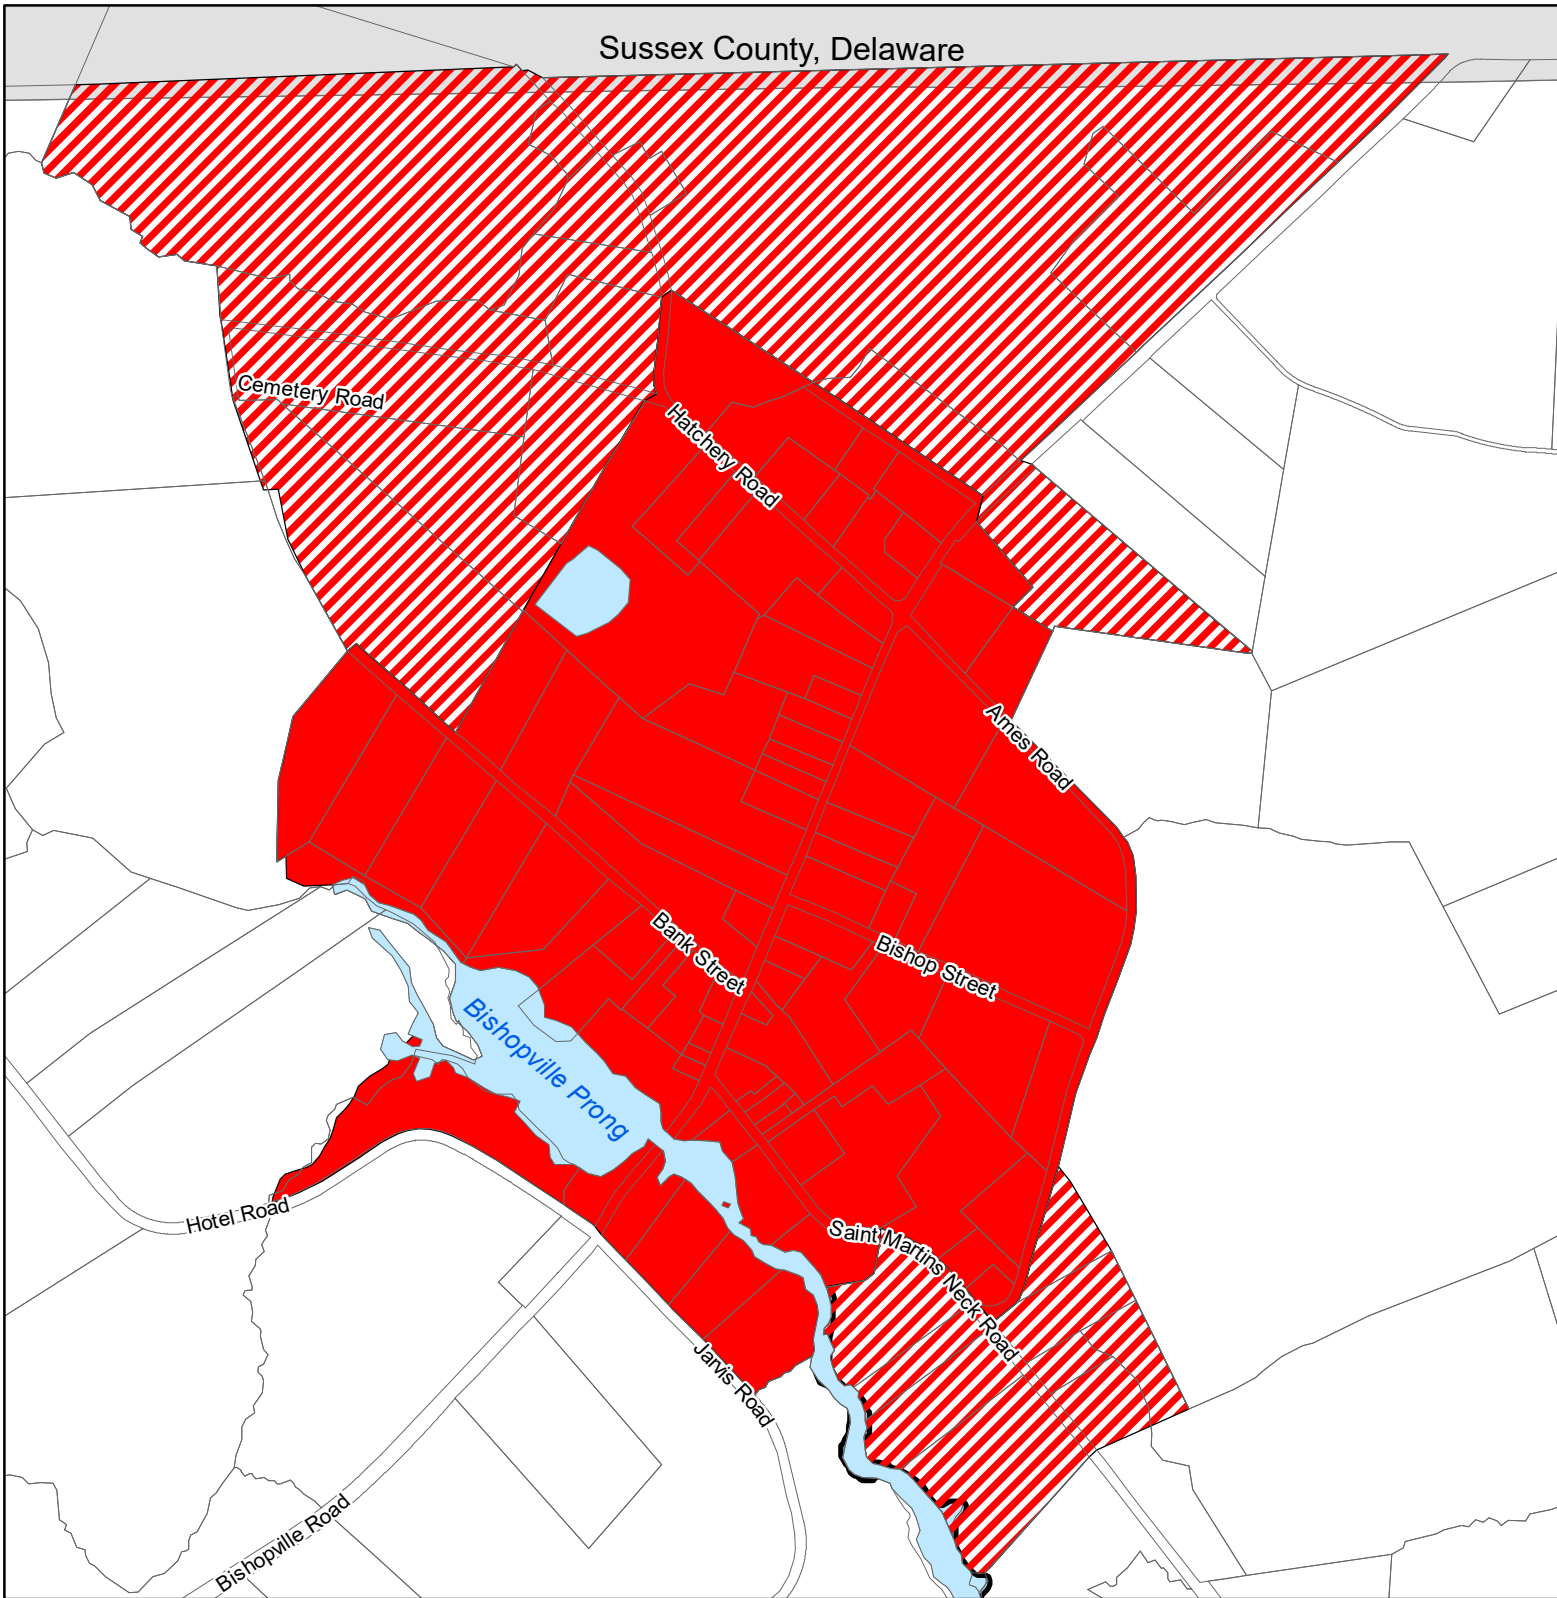 Sussex County, Delaware
Cemetery Road
Hatchery Road
Ames Road
Bank Street
Bishop Street
Bishopville Prong
Hotel Road
Saint Martins Neck Road
Jarvis Road
Bishopville Road